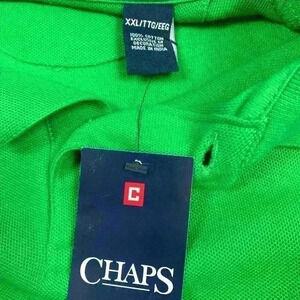 XXL/TTG/EEG
100% COTTON
EXCLUSIVE OF
DECORATION
MADE IN INDIA
C
CHAPS